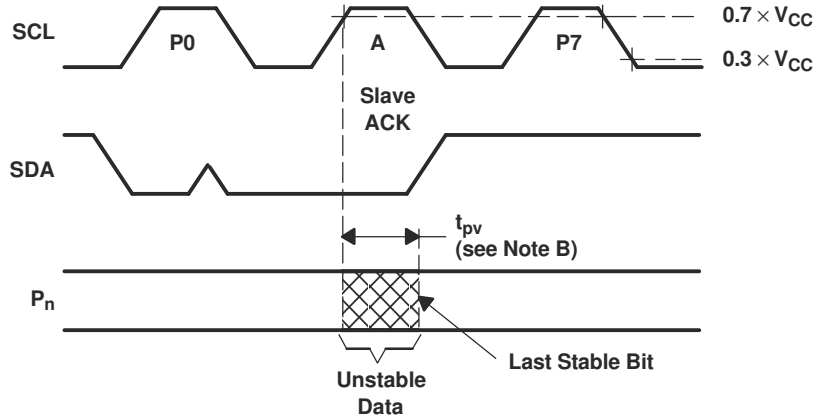 SCL
P0
A
P7
0.7 × VCC
0.3 × VCC
Slave
ACK
SDA
tpv
(see Note B)
Pn
Last Stable Bit
Unstable
Data